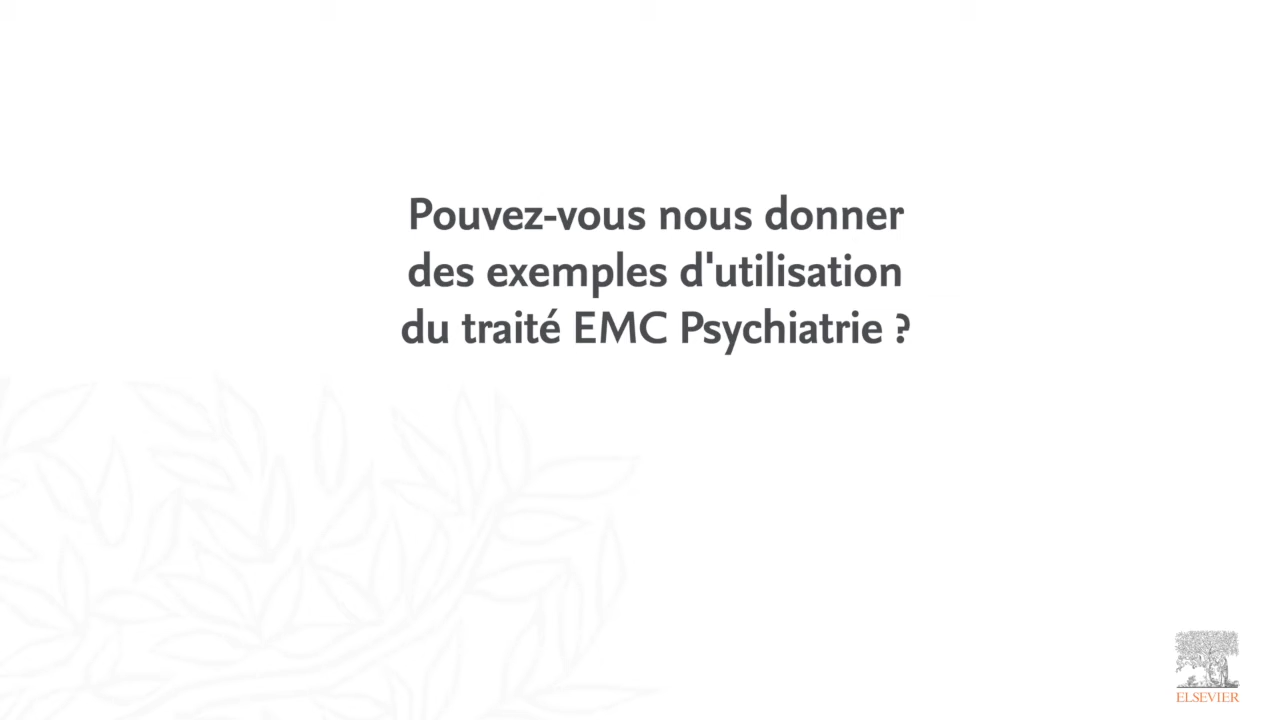 Pouvez-vous nous donner
des exemples d'utilisation
du traité EMC Psychiatrie ?
ELSEVIER